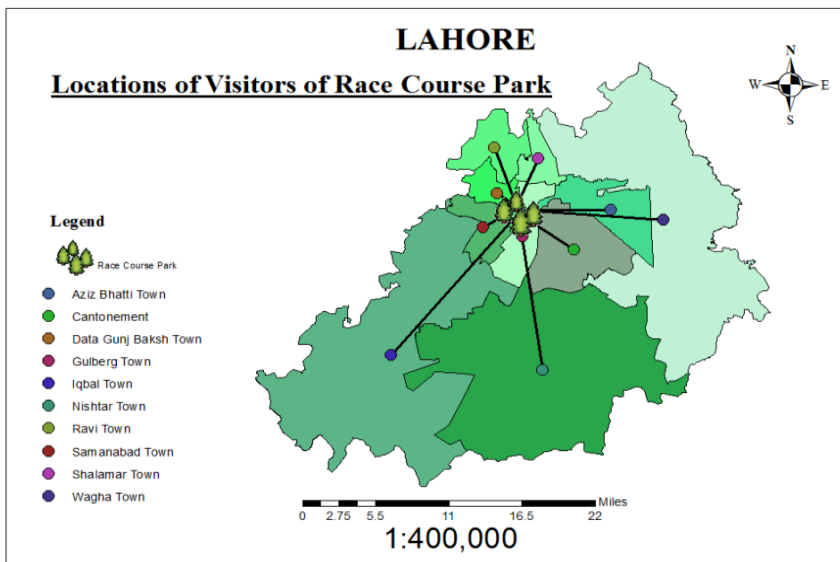 LAHORE
Locations of Visitors of Race Course Park
N
W E
S
Legend
Race Course Park
Aziz Bhatti Town
Cantonement
Data Gunj Baksh Town
Gulberg Town
Iqbal Town
Nishtar Town
Ravi Town
Samanabad Town
Shalamar Town
Wagha Town
Miles
0 2.75 5.5 11 16.5 22
1:400,000